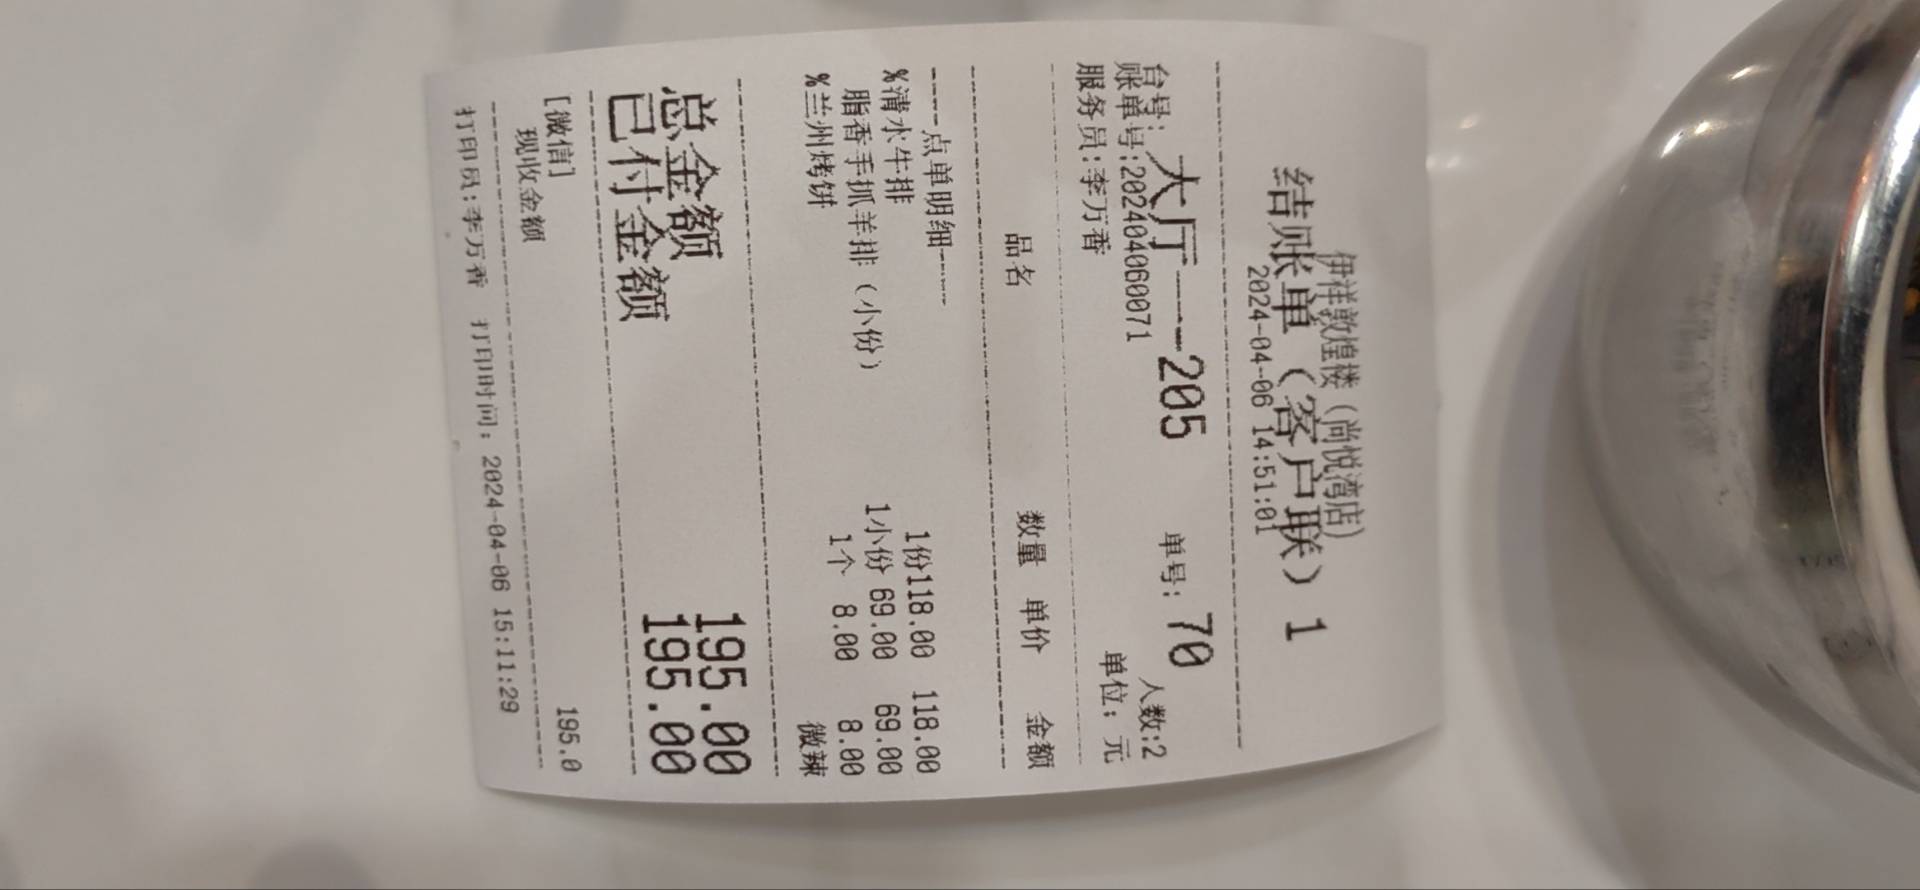 伊祥敦煌楼（尚悦湾店）
结账单（客户联）1
2024-04-06 14:51:01
台号: 大厅---205 单号: 70
账单号:202404060071 人数:2
服务员:李万香 单位: 元
品名 数量 单价 金额
----点单明细----
%清水牛排 1份118.00 118.00
脂香手抓羊排（小份） 1小份 69.00 69.00
%兰州烤饼 1个 8.00 8.00
微辣
总金额 195.00
已付金额 195.00
[微信] 195.0
现收金额
打印员:李万香 打印时间: 2024-04-06 15:11:29